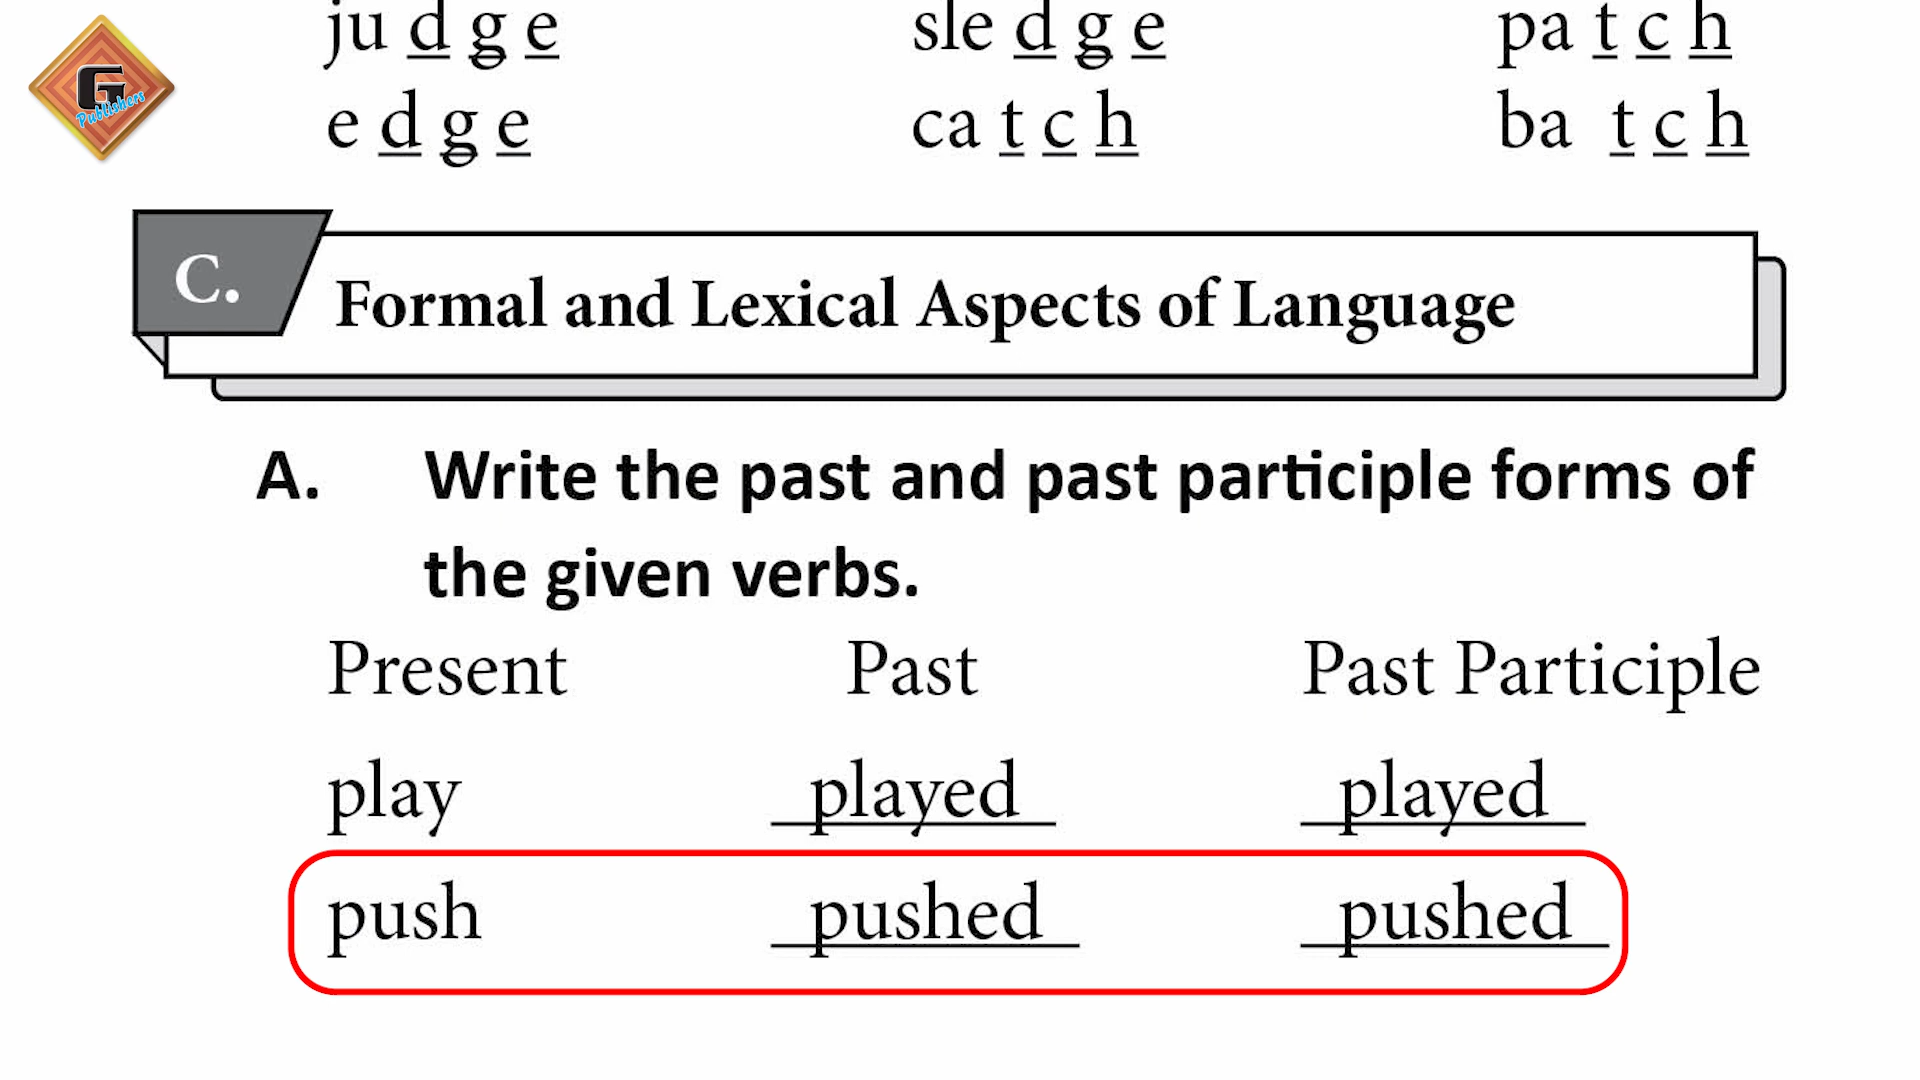 G
Publishers
ju d g e sle d g e pa t c h
e d g e ca t c h ba t c h
C. Formal and Lexical Aspects of Language
A. Write the past and past participle forms of
the given verbs.
Present Past Past Participle
play played played
push pushed pushed